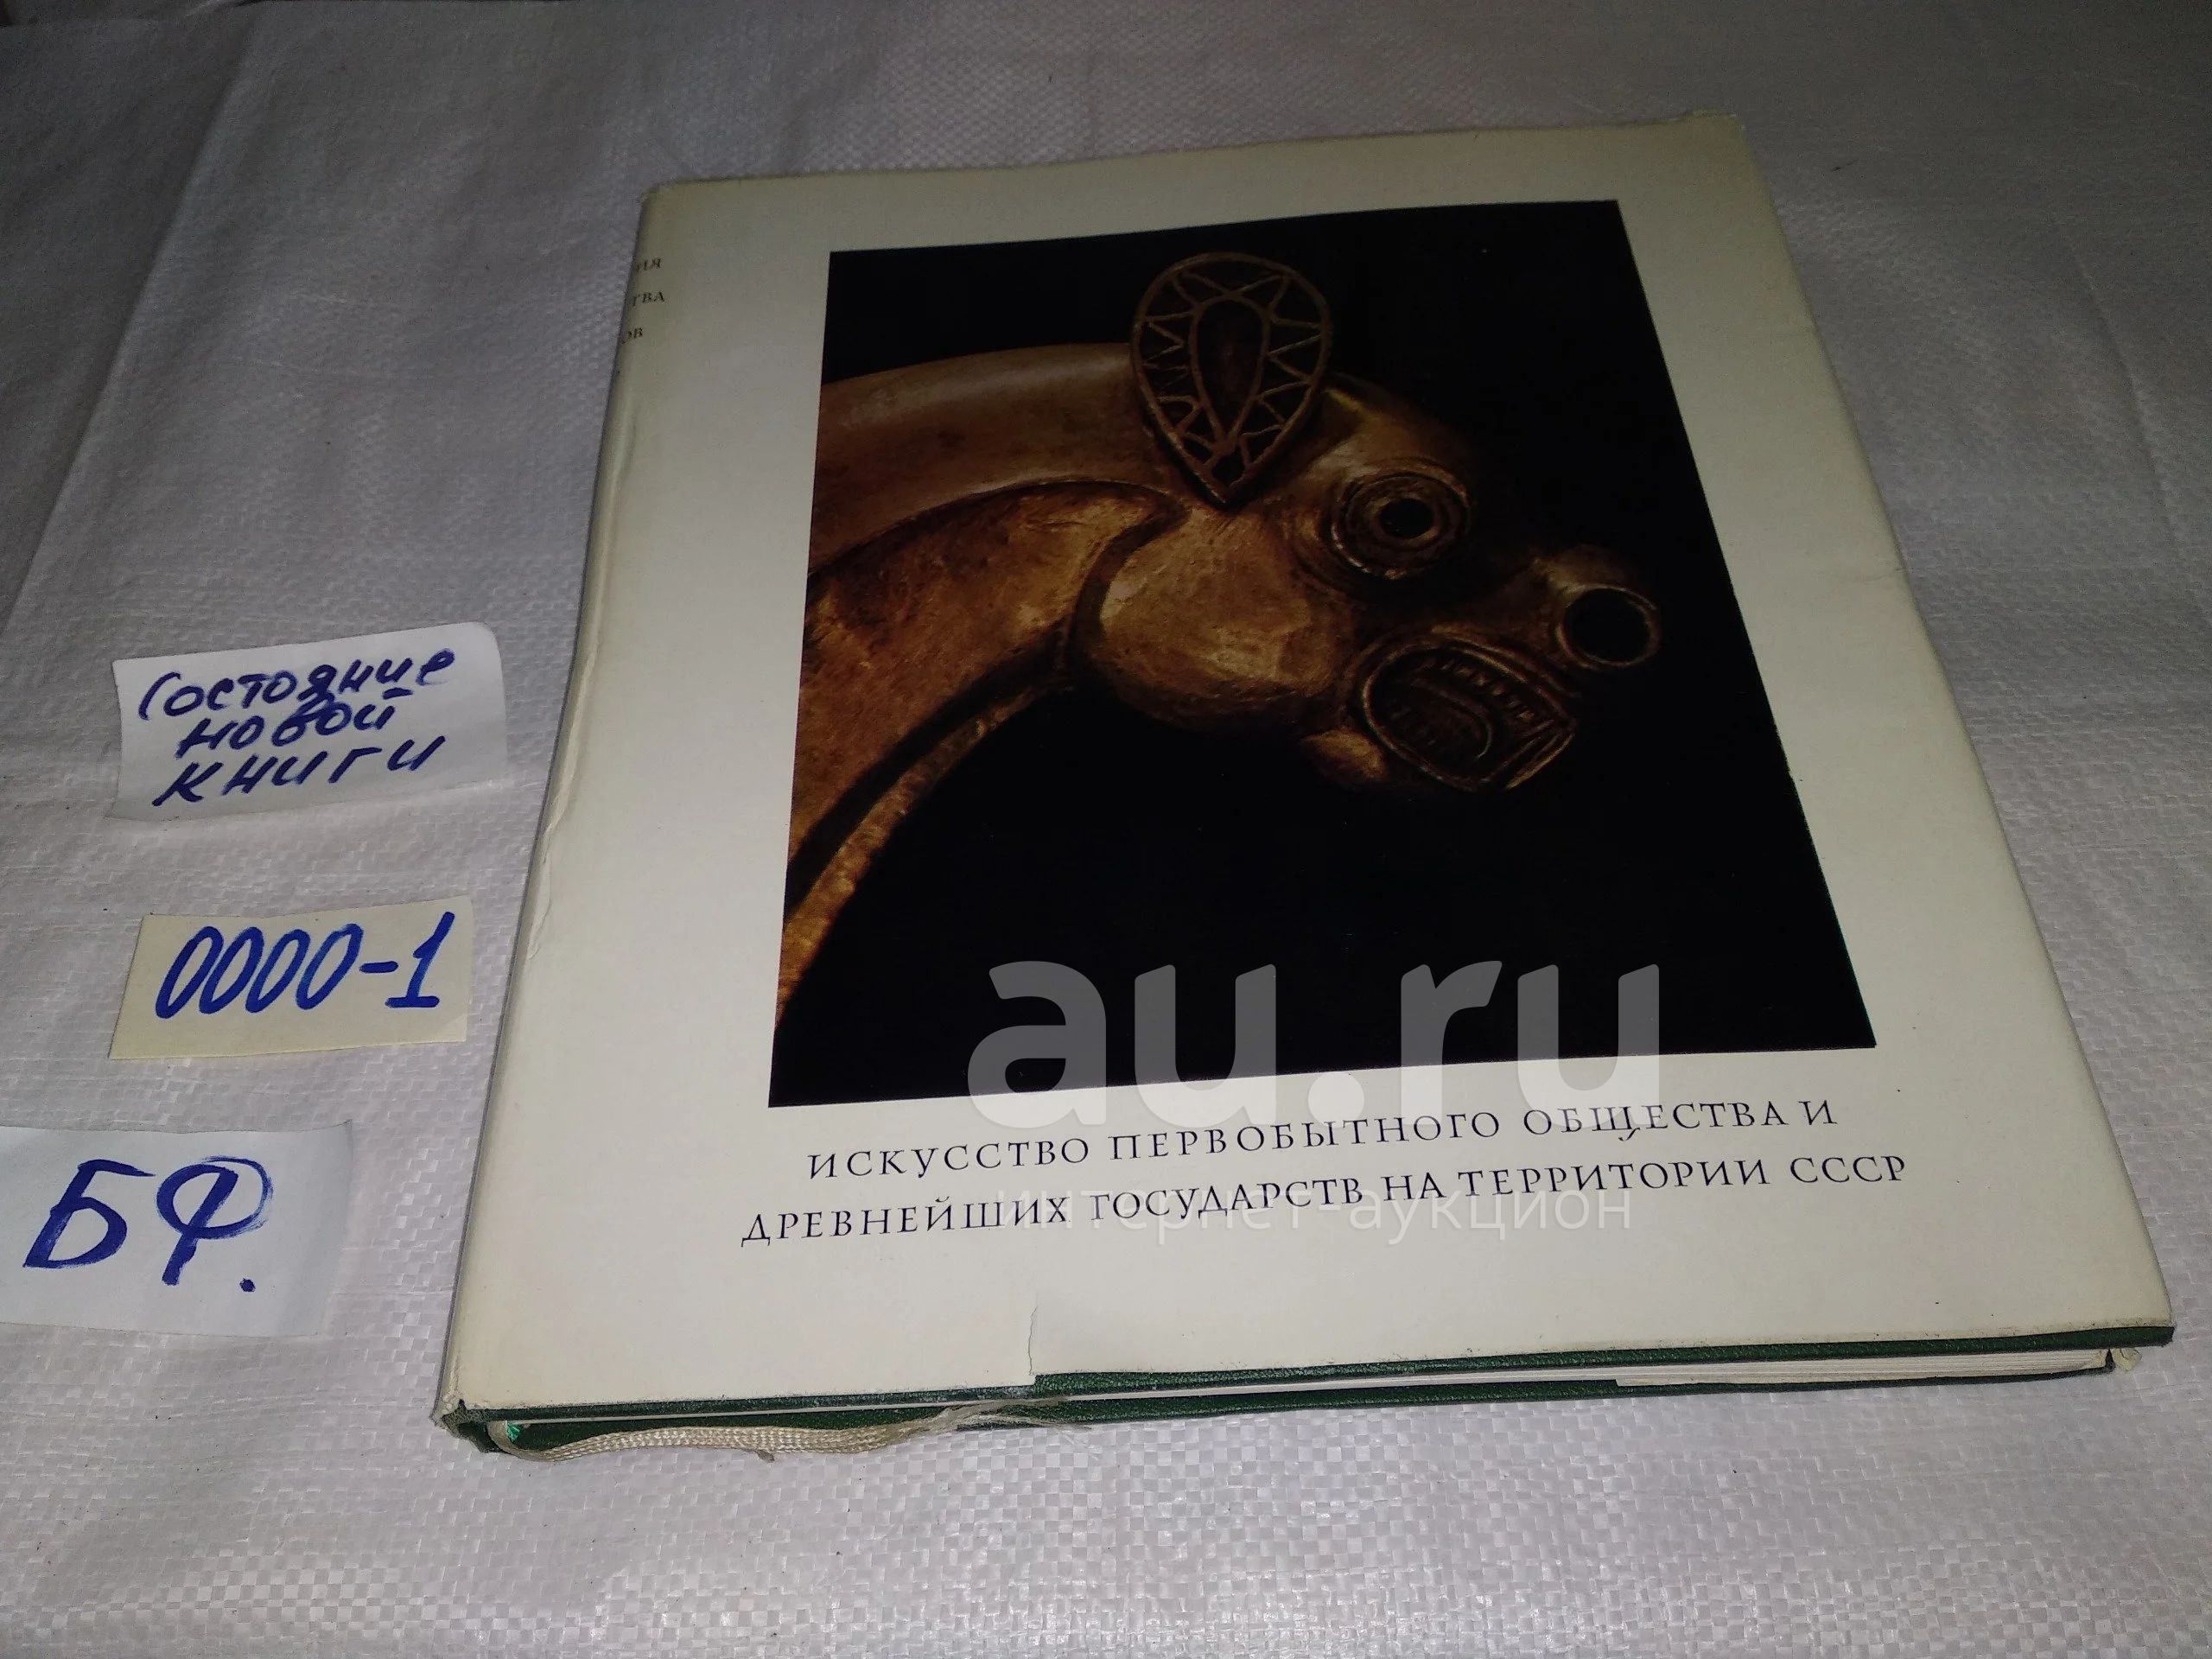 Состояние
новой
книги
0000-1
БФ.
ИСКУССТВО ПЕРВОБЫТНОГО ОБЩЕСТВА И
ДРЕВНЕЙШИХ ГОСУДАРСТВ НА ТЕРРИТОРИИ СССР
au.ru
интернет-аукцион